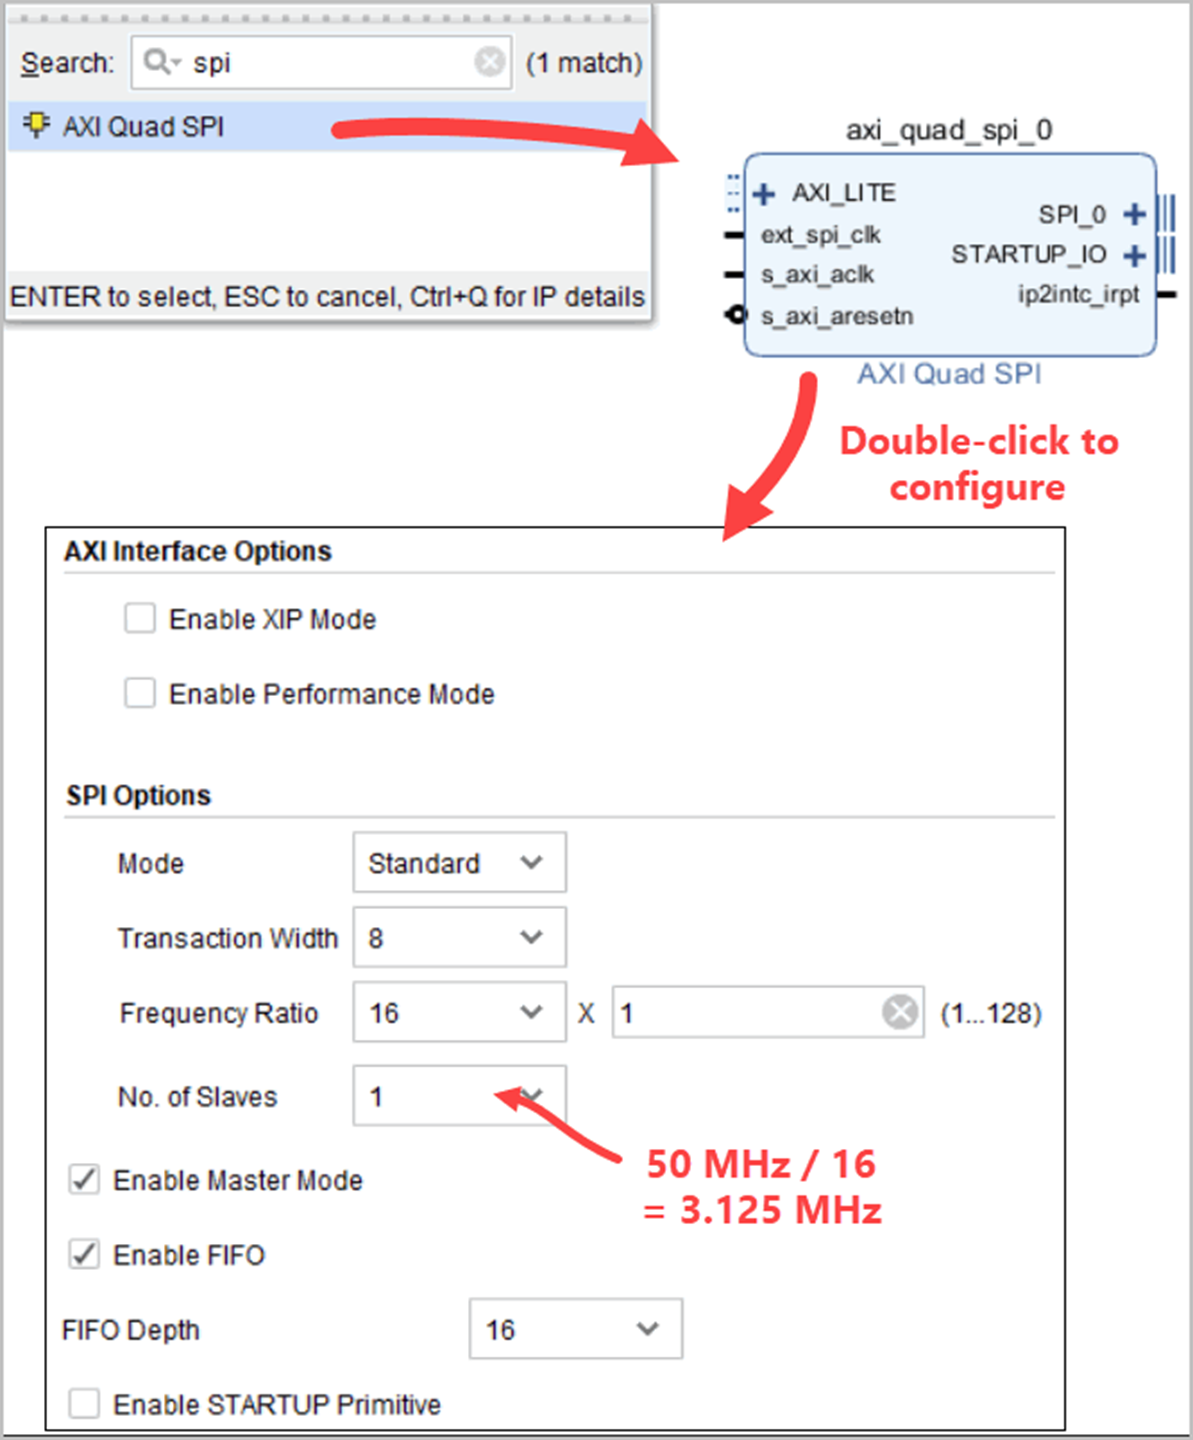 Search: spi (1 match)
AXI Quad SPI
ENTER to select, ESC to cancel, Ctrl+Q for IP details
axi_quad_spi_0
AXI_LITE
ext_spi_clk
s_axi_aclk
s_axi_aresetn
SPI_0
STARTUP_IO
ip2intc_irpt
AXI Quad SPI
Double-click to
configure
AXI Interface Options
Enable XIP Mode
Enable Performance Mode
SPI Options
Mode Standard
Transaction Width 8
Frequency Ratio 16 X 1 (1...128)
No. of Slaves 1
50 MHz / 16
= 3.125 MHz
Enable Master Mode
Enable FIFO
FIFO Depth 16
Enable STARTUP Primitive